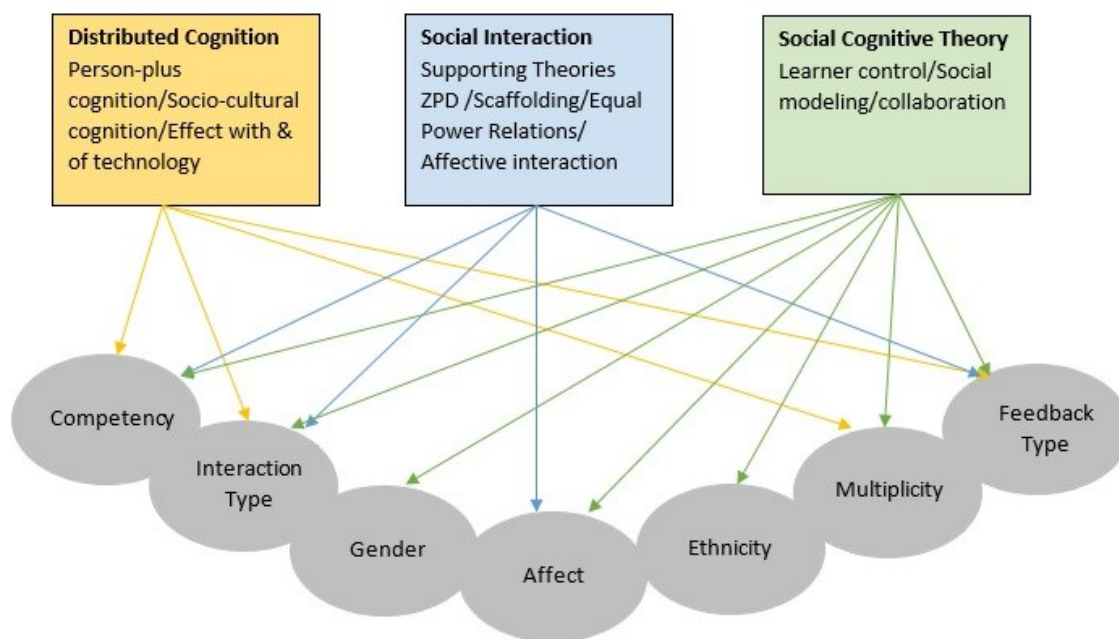 Distributed Cognition
Person-plus
cognition/Socio-cultural
cognition/Effect with &
of technology
Social Interaction
Supporting Theories
ZPD /Scaffolding/Equal
Power Relations/
Affective interaction
Social Cognitive Theory
Learner control/Social
modeling/collaboration
Competency
Interaction
Type
Gender
Affect
Ethnicity
Multiplicity
Feedback
Type